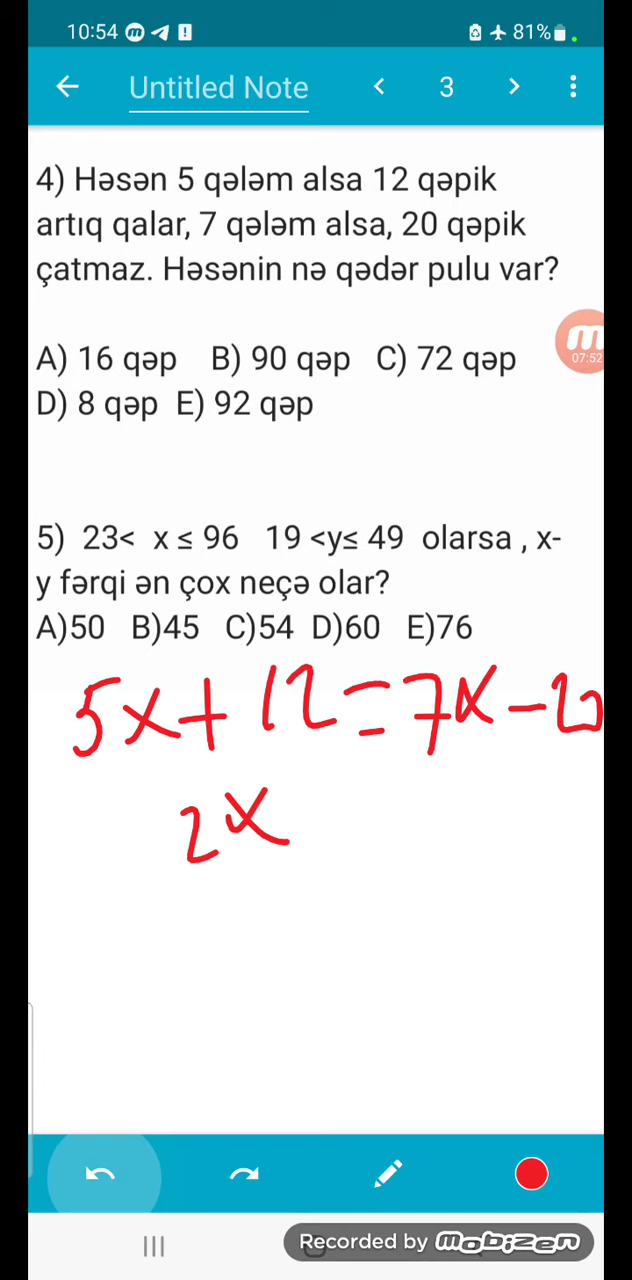 10:54 81%
Untitled Note < 3 >
4) Həsən 5 qələm alsa 12 qəpik
artıq qalar, 7 qələm alsa, 20 qəpik
çatmaz. Həsənin nə qədər pulu var?
07:52
A) 16 qəp B) 90 qəp C) 72 qəp
D) 8 qəp E) 92 qəp
5) 23< x ≤ 96 19 <y≤ 49 olarsa , x-
y fərqi ən çox neçə olar?
A)50 B)45 C)54 D)60 E)76
5x+12=7x-20
2x
Recorded by mobizen